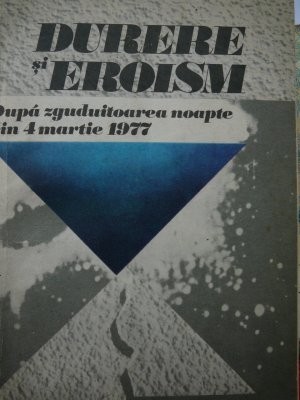 DURERE
și EROISM
După zguduitoarea noapte
din 4 martie 1977